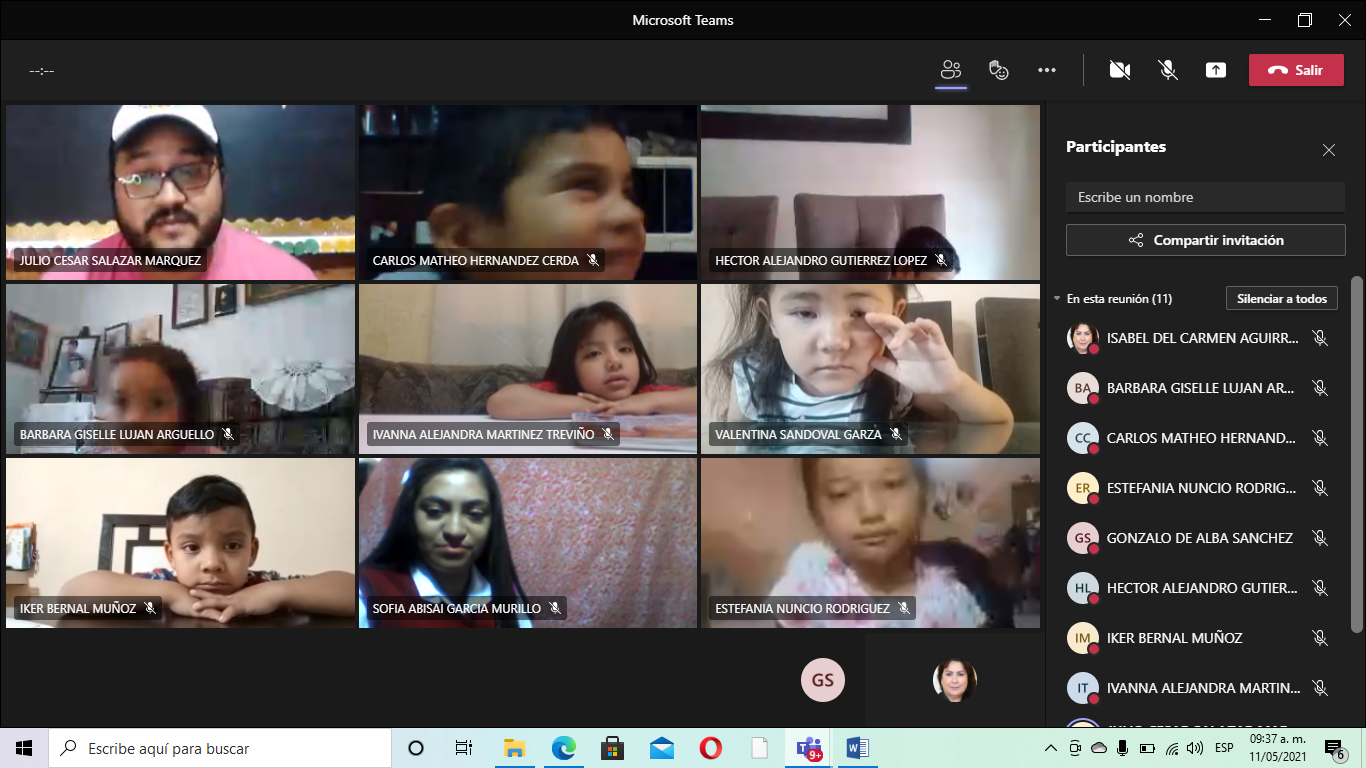 Microsoft Teams
--:--
Salir
JULIO CESAR SALAZAR MARQUEZ
CARLOS MATHEO HERNANDEZ CERDA
HECTOR ALEJANDRO GUTIERREZ LOPEZ
BARBARA GISELLE LUJAN ARGUELLO
IVANNA ALEJANDRA MARTINEZ TREVIÑO
VALENTINA SANDOVAL GARZA
IKER BERNAL MUÑOZ
SOFIA ABISAI GARCIA MURILLO
ESTEFANIA NUNCIO RODRIGUEZ
GS
Participantes
Escribe un nombre
Compartir invitación
En esta reunión (11)
Silenciar a todos
ISABEL DEL CARMEN AGUIRR...
BA BARBARA GISELLE LUJAN AR...
CC CARLOS MATHEO HERNAND...
ER ESTEFANIA NUNCIO RODRIG...
GS GONZALO DE ALBA SANCHEZ
HL HECTOR ALEJANDRO GUTIER...
IM IKER BERNAL MUÑOZ
IT IVANNA ALEJANDRA MARTIN...
Escribe aquí para buscar
9+
ESP
09:37 a. m.
11/05/2021
6